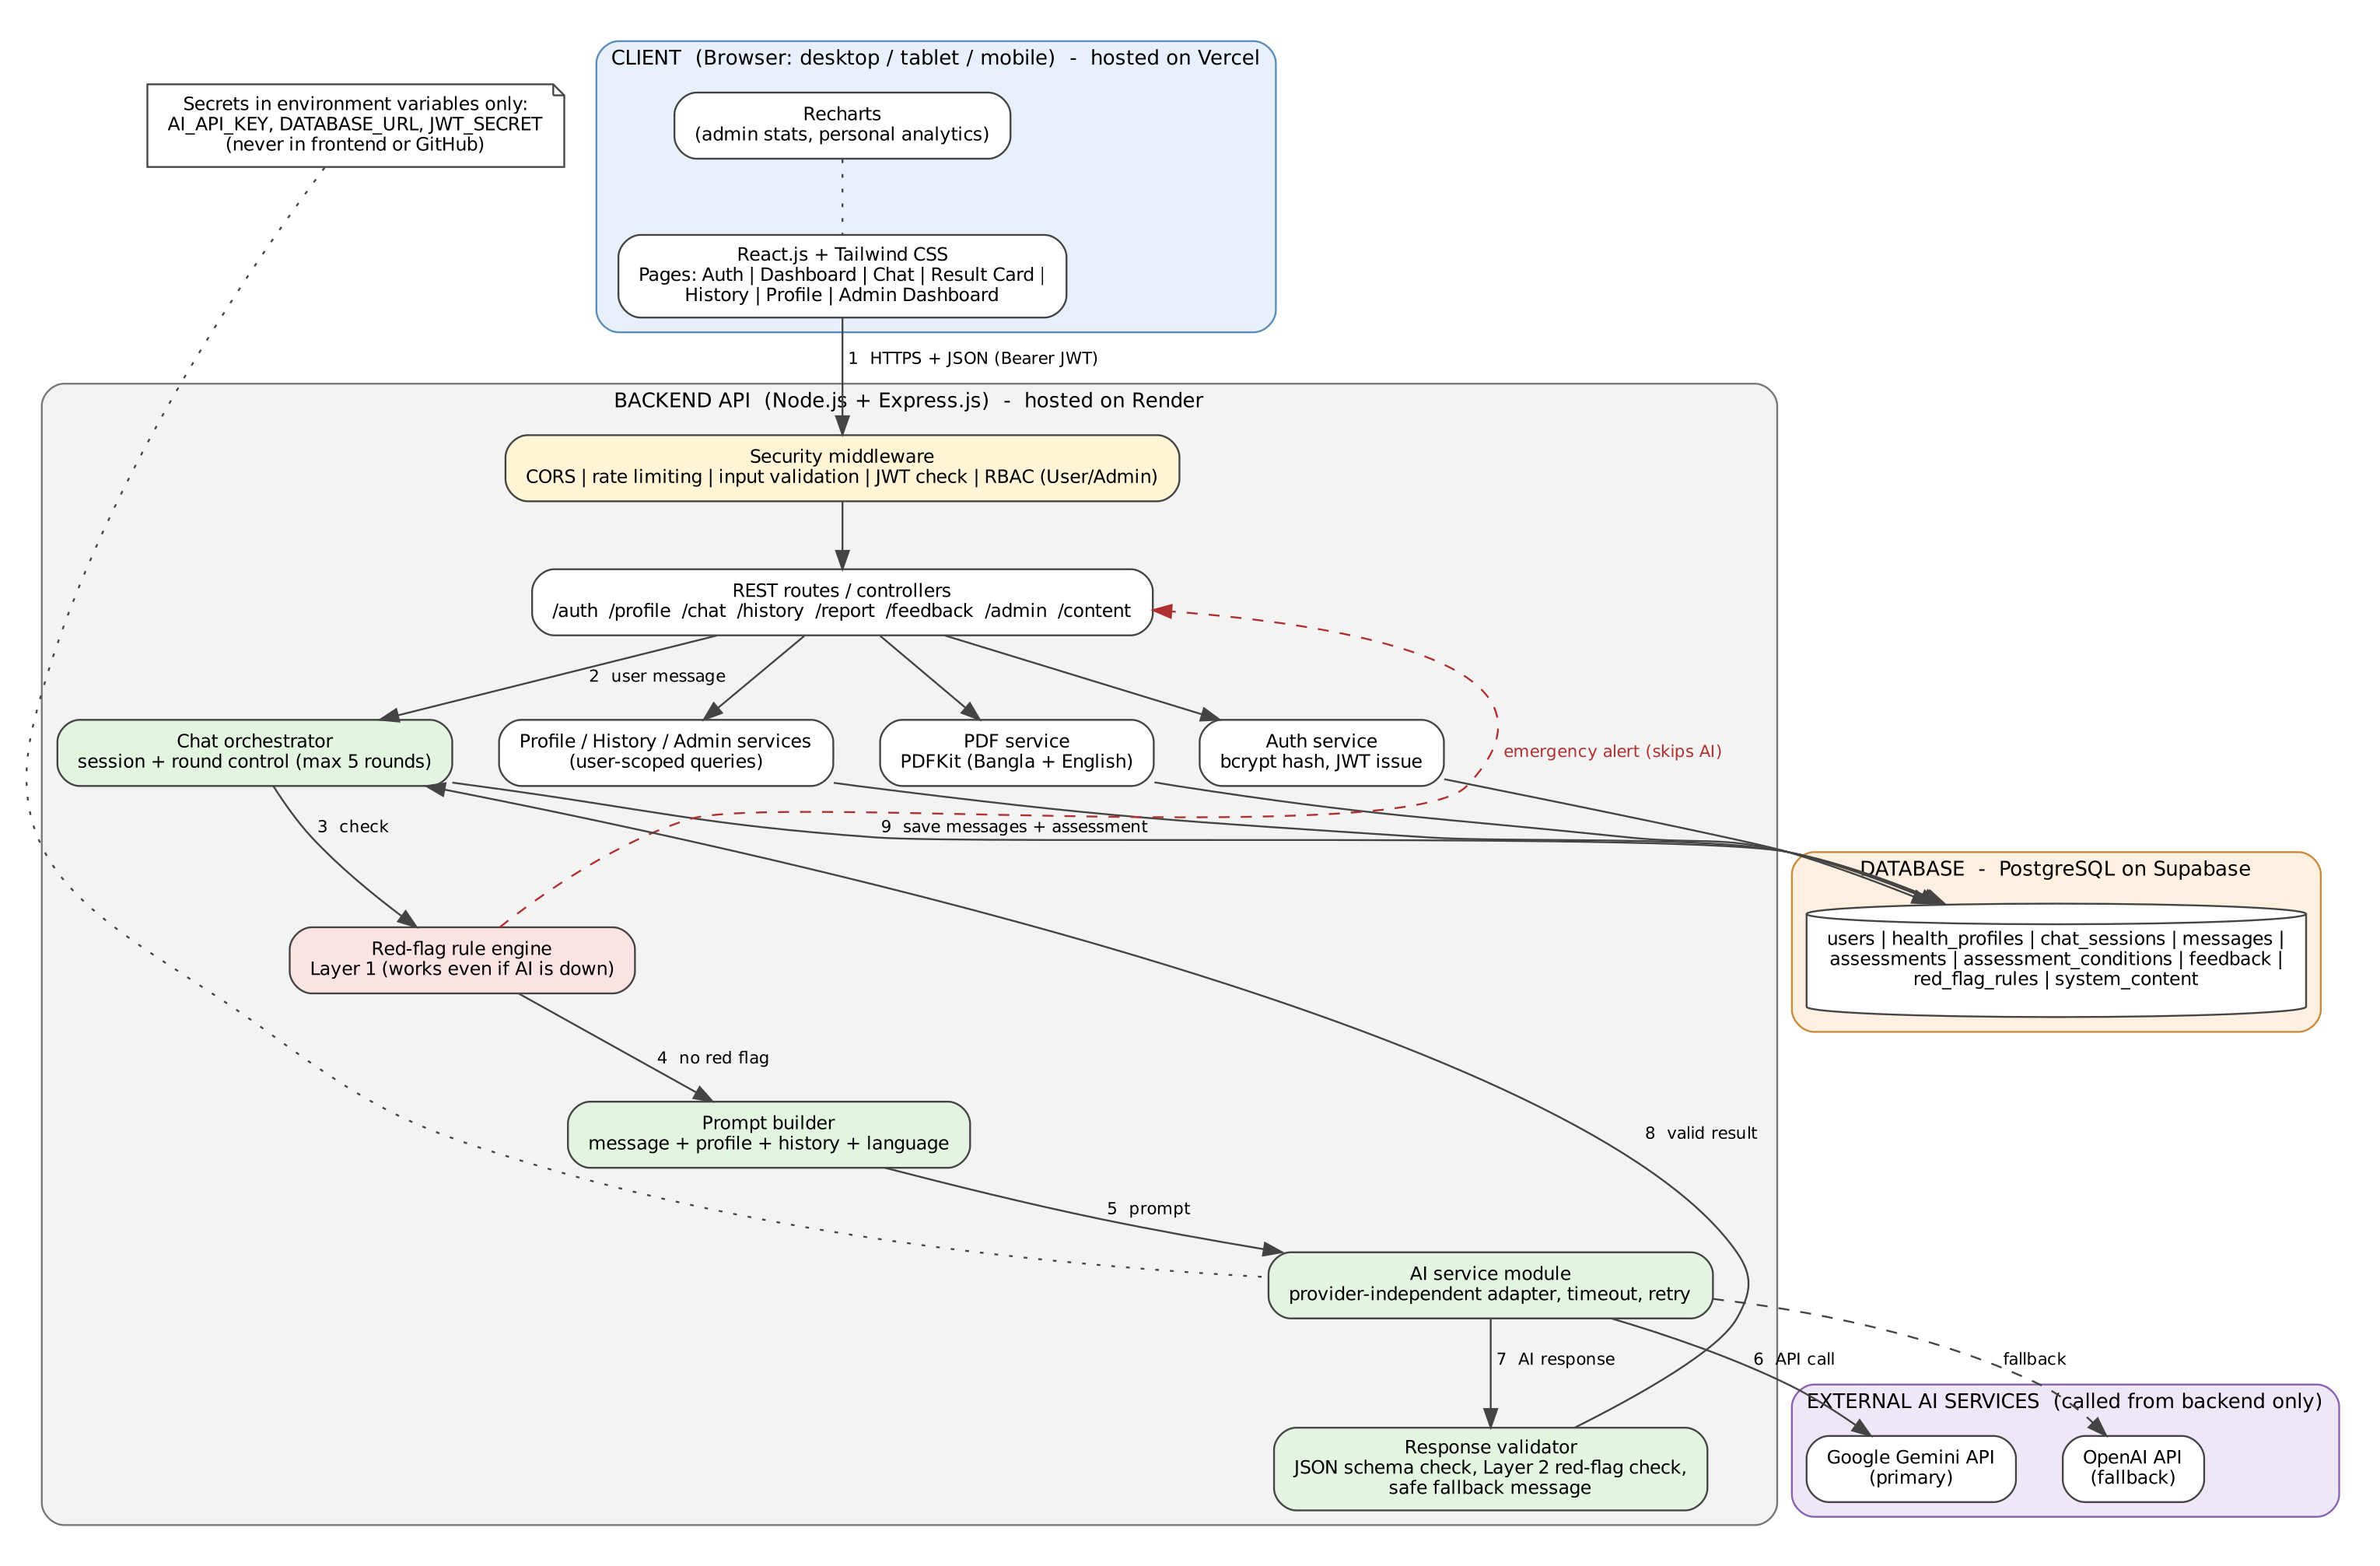 CLIENT  (Browser: desktop / tablet / mobile)  -  hosted on Vercel
Secrets in environment variables only:
AI_API_KEY, DATABASE_URL, JWT_SECRET
(never in frontend or GitHub)
Recharts
(admin stats, personal analytics)
React.js + Tailwind CSS
Pages: Auth | Dashboard | Chat | Result Card |
History | Profile | Admin Dashboard
1  HTTPS + JSON (Bearer JWT)
BACKEND API  (Node.js + Express.js)  -  hosted on Render
Security middleware
CORS | rate limiting | input validation | JWT check | RBAC (User/Admin)
REST routes / controllers
/auth  /profile  /chat  /history  /report  /feedback  /admin  /content
2  user message
Chat orchestrator
session + round control (max 5 rounds)
Profile / History / Admin services
(user-scoped queries)
PDF service
PDFKit (Bangla + English)
Auth service
bcrypt hash, JWT issue
emergency alert (skips AI)
3  check
9  save messages + assessment
DATABASE  -  PostgreSQL on Supabase
users | health_profiles | chat_sessions | messages |
assessments | assessment_conditions | feedback |
red_flag_rules | system_content
Red-flag rule engine
Layer 1 (works even if AI is down)
4  no red flag
Prompt builder
message + profile + history + language
8  valid result
5  prompt
AI service module
provider-independent adapter, timeout, retry
7  AI response
6  API call
fallback
EXTERNAL AI SERVICES  (called from backend only)
Google Gemini API
(primary)
OpenAI API
(fallback)
Response validator
JSON schema check, Layer 2 red-flag check,
safe fallback message